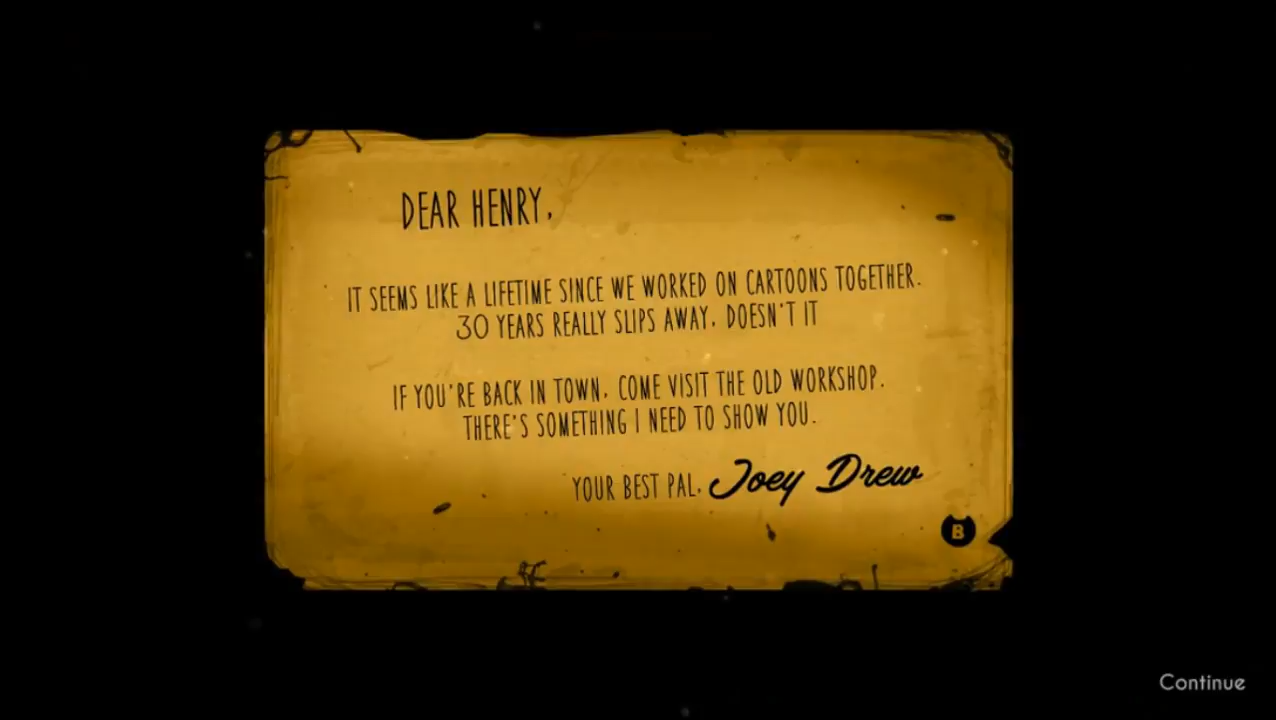 DEAR HENRY,
IT SEEMS LIKE A LIFETIME SINCE WE WORKED ON CARTOONS TOGETHER.
30 YEARS REALLY SLIPS AWAY, DOESN'T IT
IF YOU'RE BACK IN TOWN, COME VISIT THE OLD WORKSHOP.
THERE'S SOMETHING I NEED TO SHOW YOU.
YOUR BEST PAL, Joey Drew
B
Continue